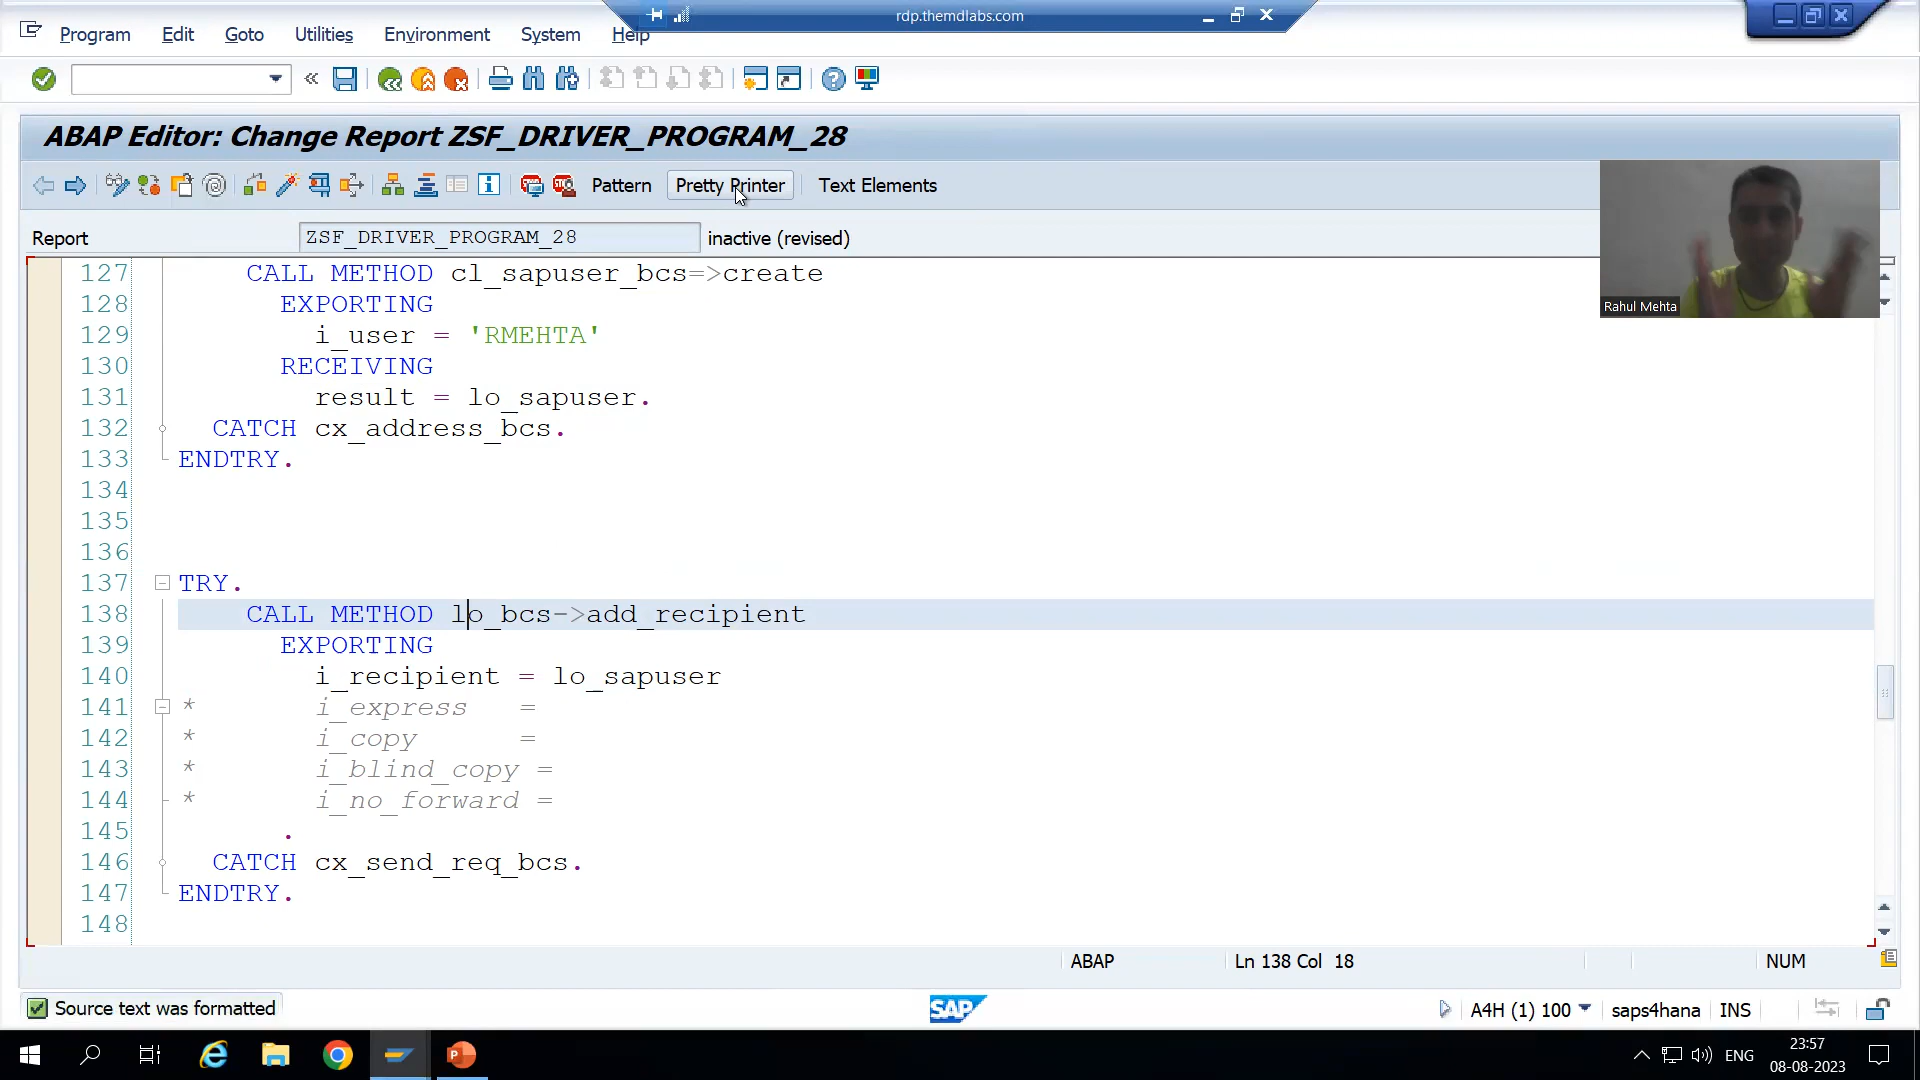 rdp.themdlabs.com
Program Edit Goto Utilities Environment System Help
ABAP Editor: Change Report ZSF_DRIVER_PROGRAM_28
Pattern Pretty Printer Text Elements
Report ZSF_DRIVER_PROGRAM_28 inactive (revised)
Rahul Mehta
127 CALL METHOD cl_sapuser_bcs=>create
128 EXPORTING
129 i_user = 'RMEHTA'
130 RECEIVING
131 result = lo_sapuser.
132 CATCH cx_address_bcs.
133 ENDTRY.
134
135
136
137 TRY.
138 CALL METHOD lo_bcs->add_recipient
139 EXPORTING
140 i_recipient = lo_sapuser
141 * i_express =
142 * i_copy =
143 * i_blind_copy =
144 * i_no_forward =
145 .
146 CATCH cx_send_req_bcs.
147 ENDTRY.
148
ABAP Ln 138 Col 18 NUM
Source text was formatted SAP A4H (1) 100 saps4hana INS
ENG 23:57
08-08-2023